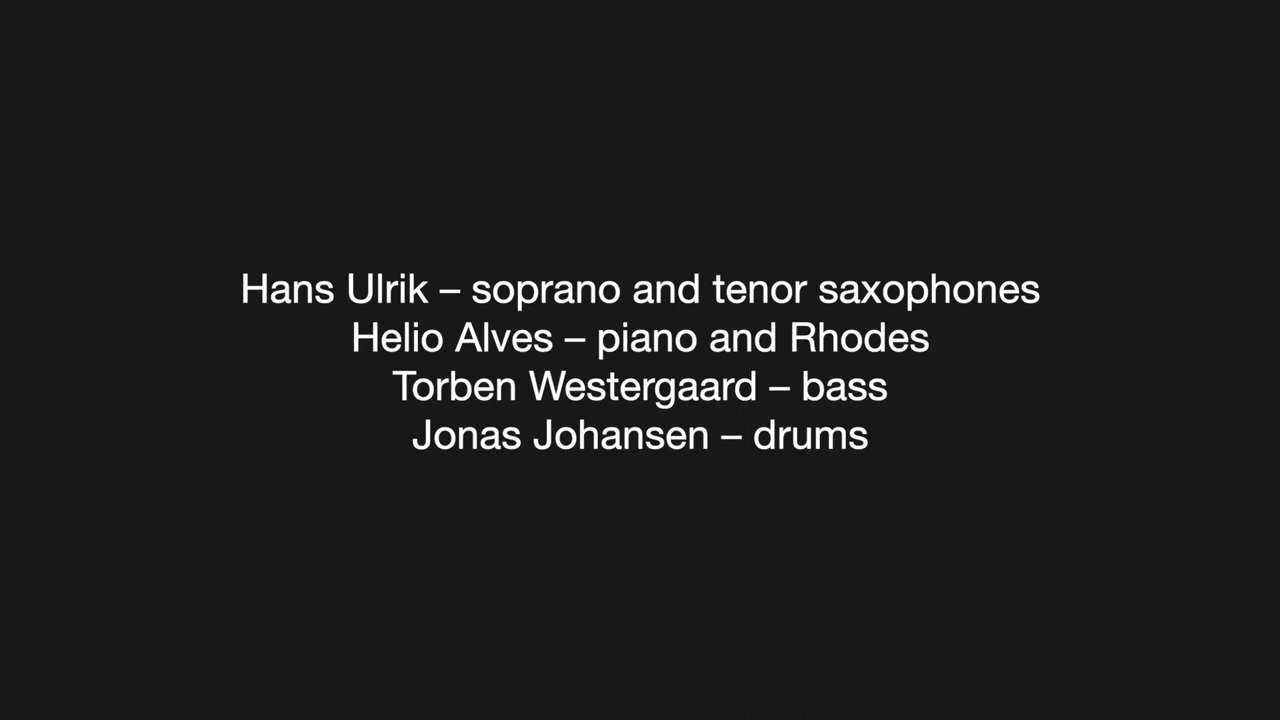 Hans Ulrik – soprano and tenor saxophones
Helio Alves – piano and Rhodes
Torben Westergaard – bass
Jonas Johansen – drums